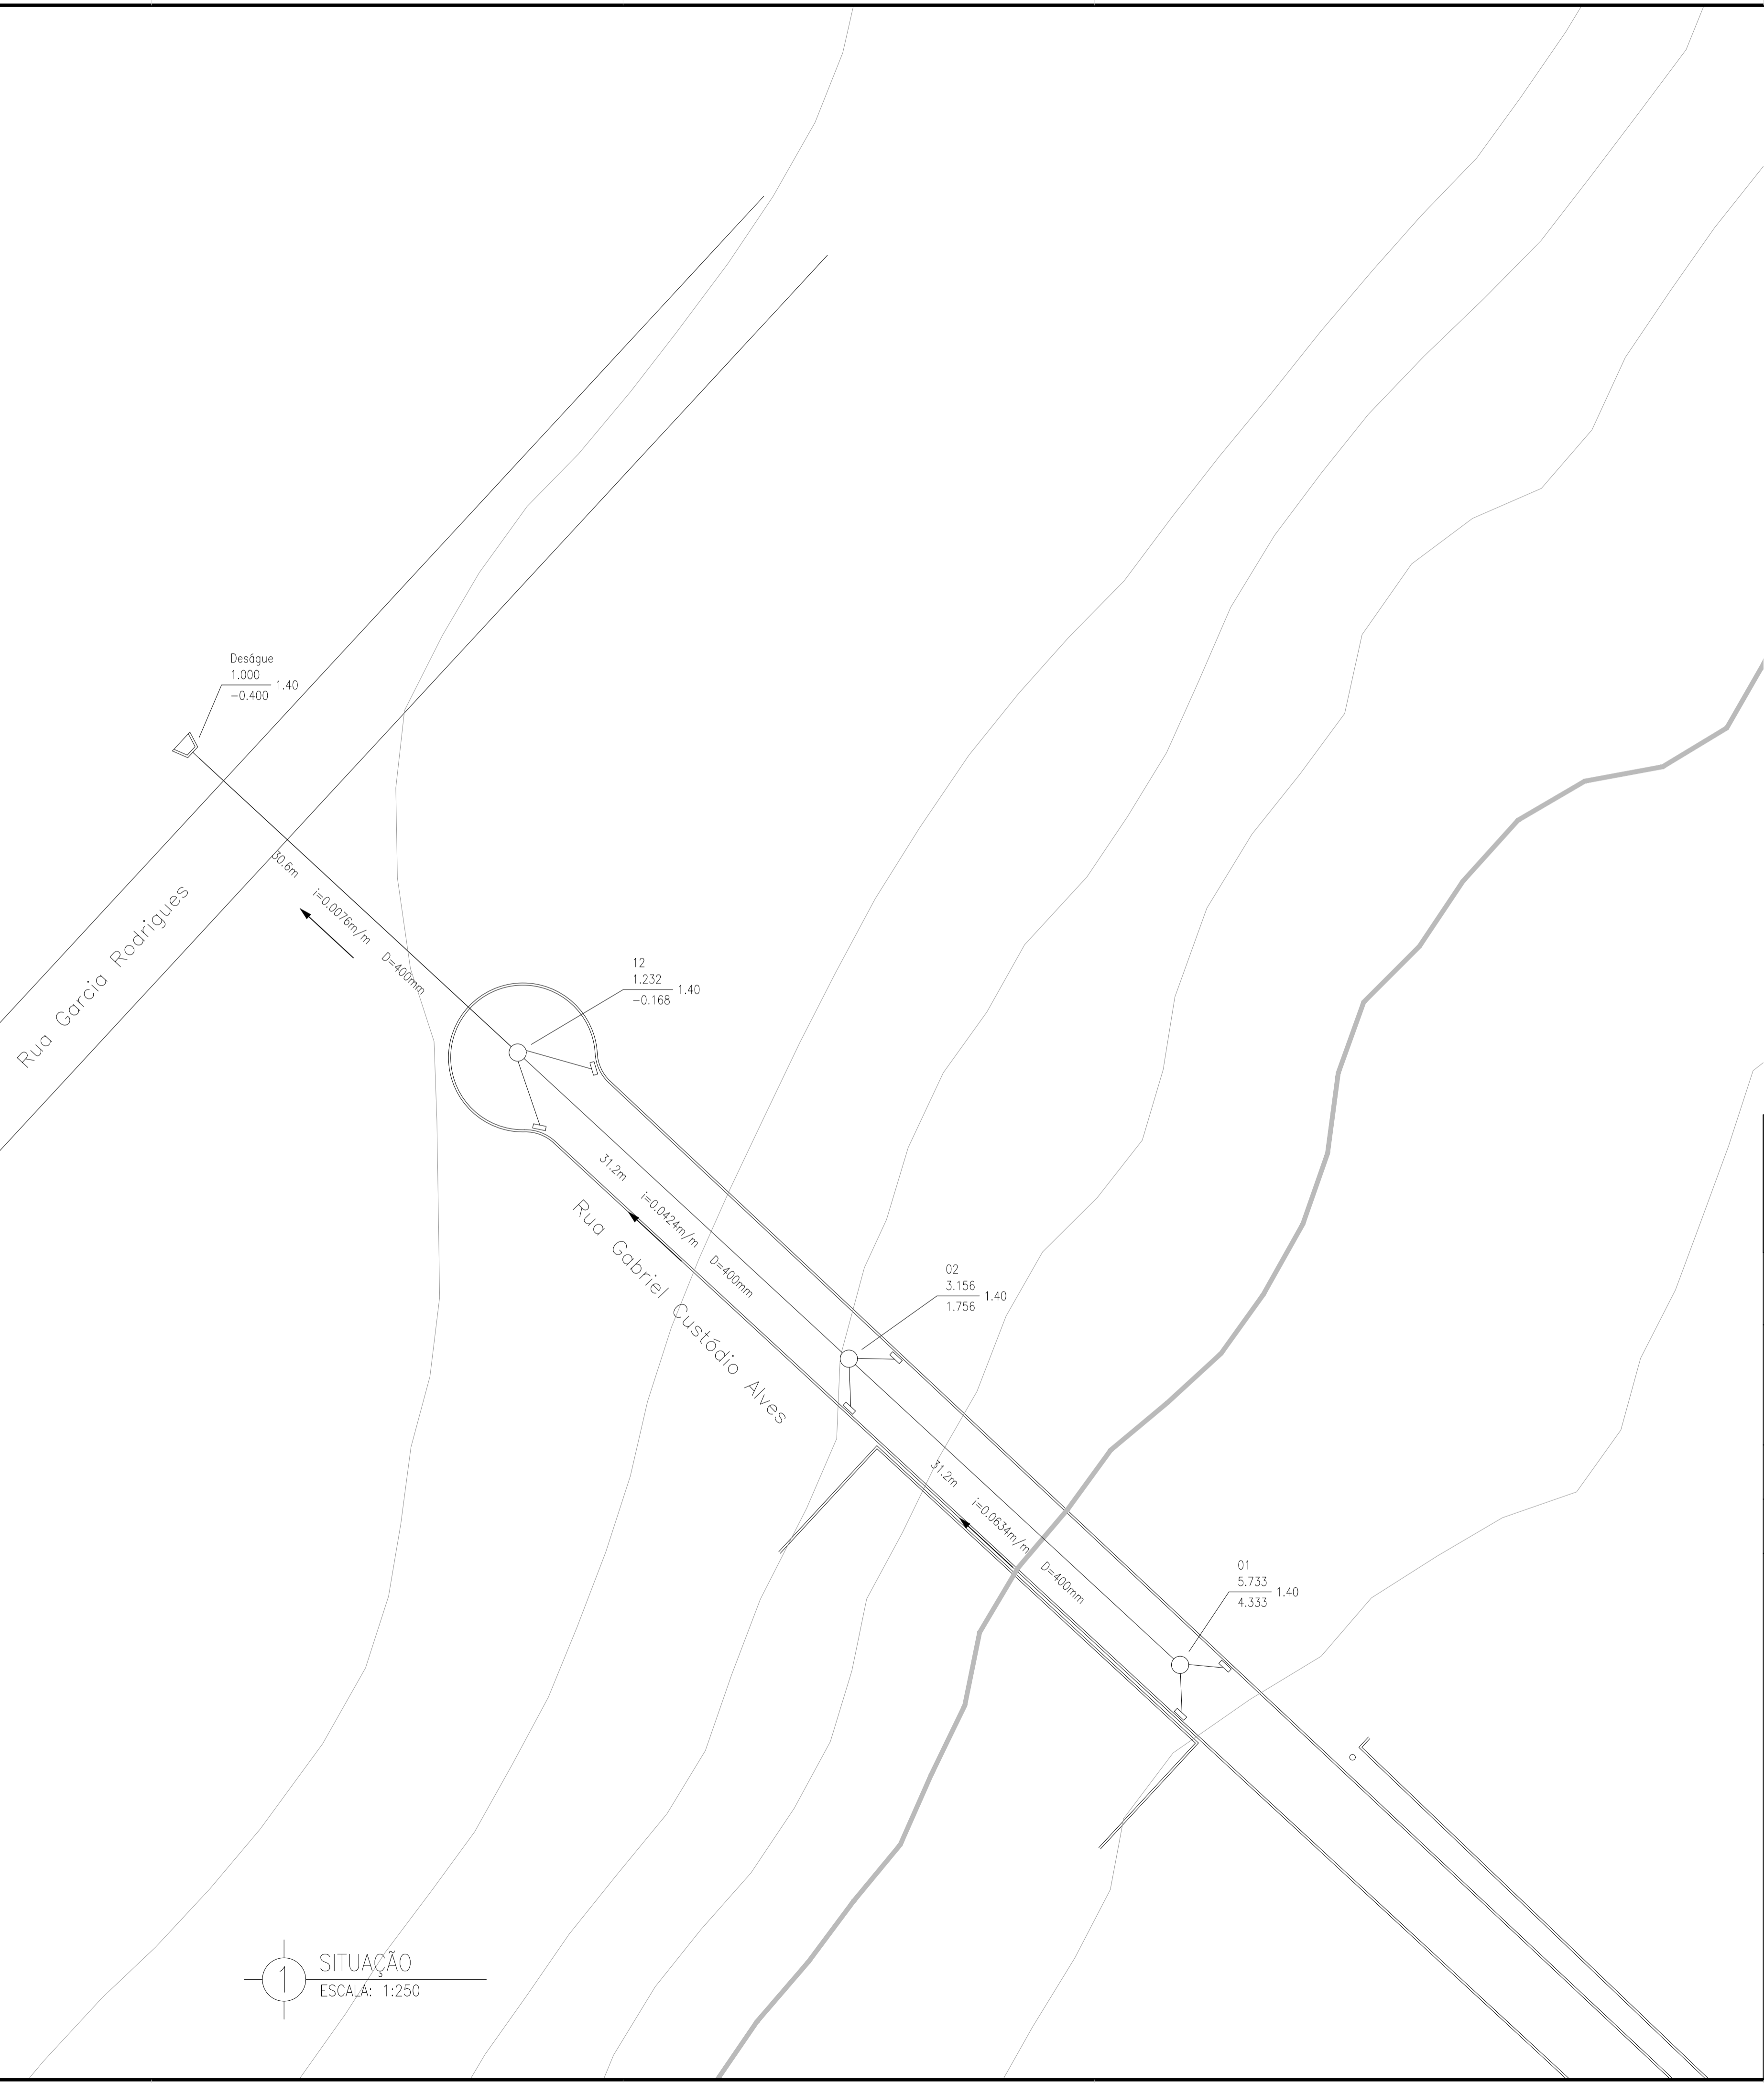 Deságue
1.000
-0.400
1.40
30.6m i=0.0076m/m D=400mm
Rua Garcia Rodrigues
12
1.232
-0.168
1.40
31.2m i=0.0424m/m D=400mm
Rua Gabriel Custódio Alves
02
3.156
1.756
1.40
31.2m i=0.0634m/m D=400mm
01
5.733
4.333
1.40
1
SITUAÇÃO
ESCALA: 1:250